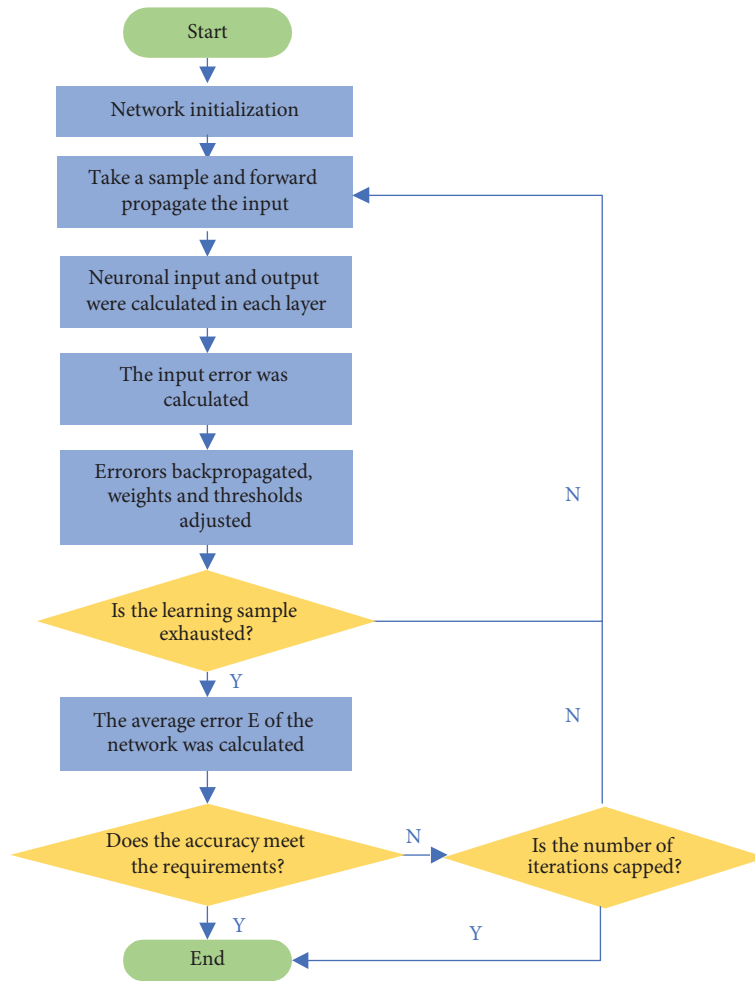 Start
Network initialization
Take a sample and forward
propagate the input
Neuronal input and output
were calculated in each layer
The input error was
calculated
Errorors backpropagated,
weights and thresholds
adjusted
N
Is the learning sample
exhausted?
Y
The average error E of the
network was calculated
N
Does the accuracy meet
the requirements?
N
Is the number of
iterations capped?
Y
Y
End